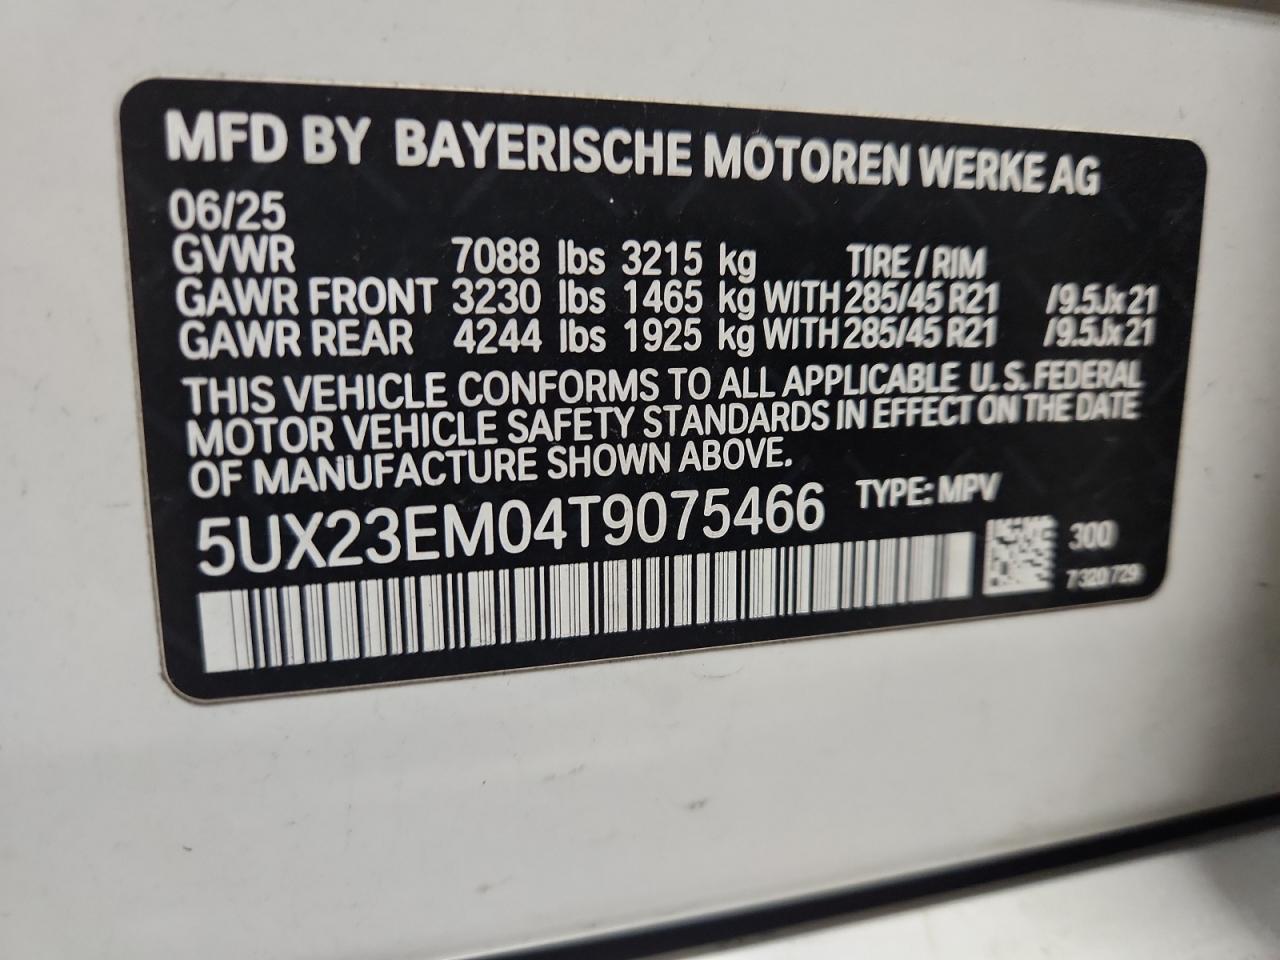 MFD BY BAYERISCHE MOTOREN WERKE AG
06/25
GVWR 7088 lbs 3215 kg TIRE / RIM
GAWR FRONT 3230 lbs 1465 kg WITH 285/45 R21 /9.5Jx21
GAWR REAR 4244 lbs 1925 kg WITH 285/45 R21 /9.5Jx21
THIS VEHICLE CONFORMS TO ALL APPLICABLE U.S. FEDERAL
MOTOR VEHICLE SAFETY STANDARDS IN EFFECT ON THE DATE
OF MANUFACTURE SHOWN ABOVE.
5UX23EM04T9075466 TYPE: MPV
300
7320729